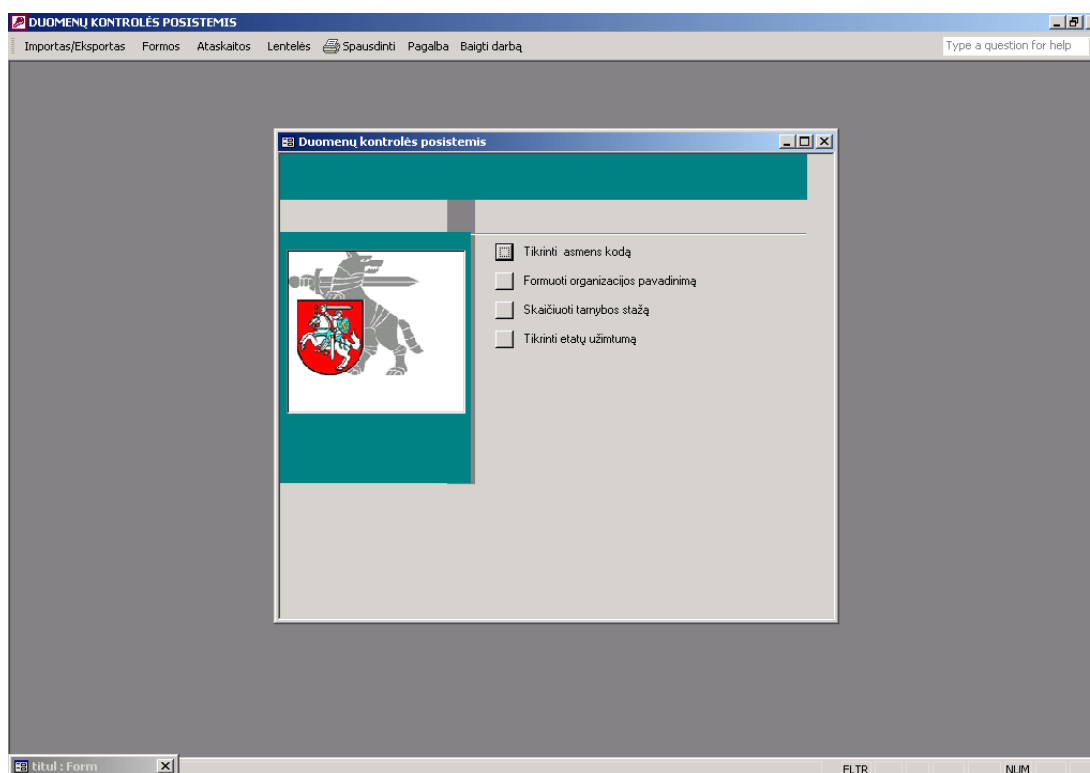 DUOMENŲ KONTROLĖS POSISTEMIS
Importas/Eksportas Formos Ataskaitos Lentelės Spausdinti Pagalba Baigti darbą Type a question for help
Duomenų kontrolės posistemis
Tikrinti asmens kodą
Formuoti organizacijos pavadinimą
Skaičiuoti tarnybos stažą
Tikrinti etatų užimtumą
titul : Form
FLTR NUM